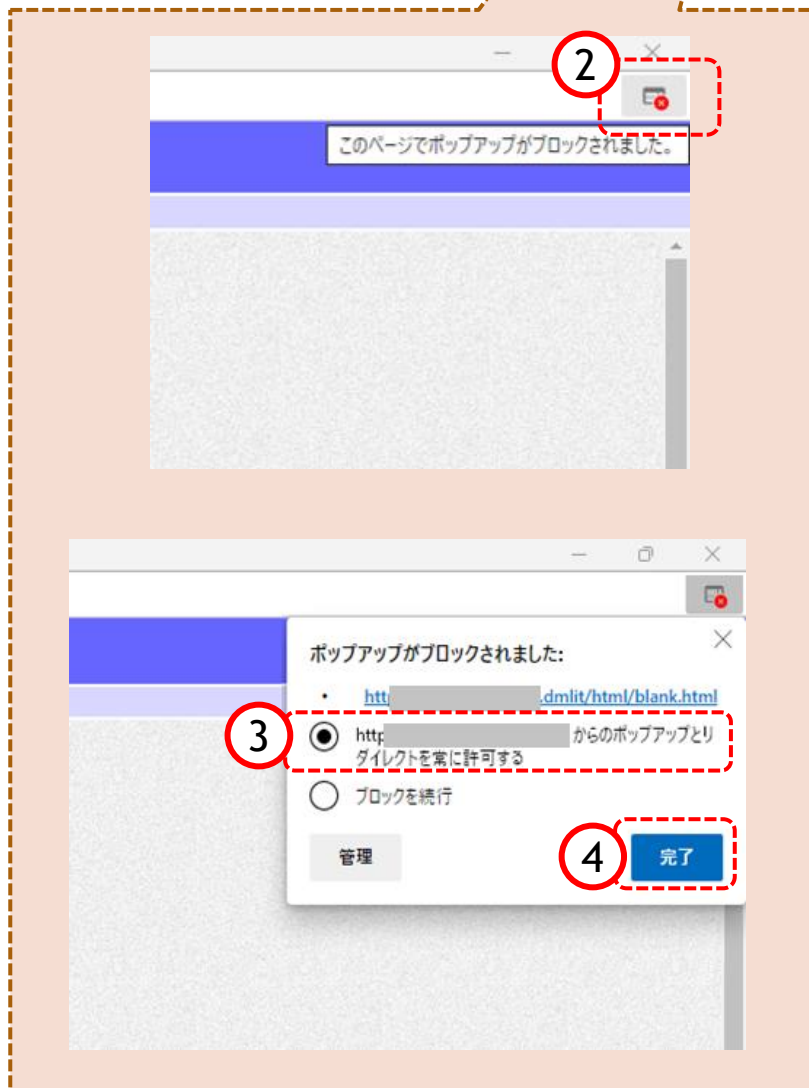 2
このページでポップアップがブロックされました。
ポップアップがブロックされました:
・ htt .dmlit/html/blank.html
3
http からのポップアップとリ
ダイレクトを常に許可する
ブロックを続行
管理
4
完了